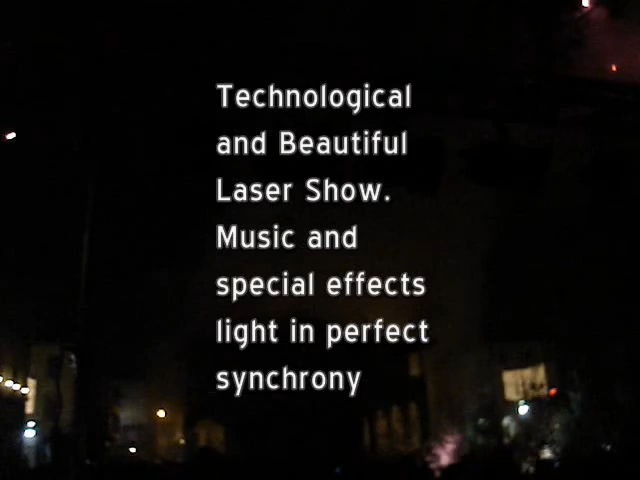 Technological
and Beautiful
Laser Show.
Music and
special effects
light in perfect
synchrony